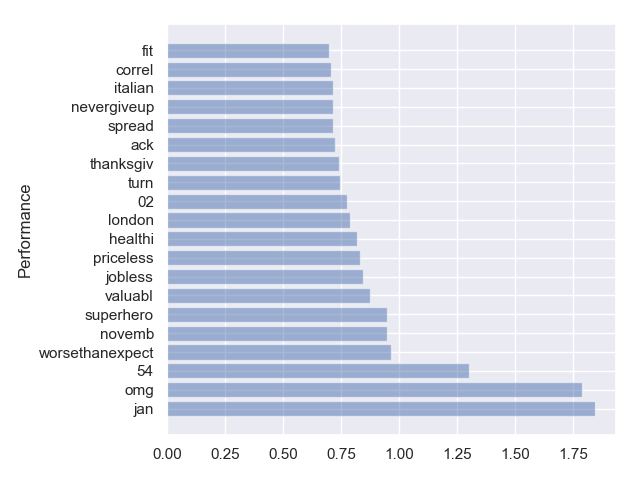 fit
correl
italian
nevergiveup
spread
ack
thanksgiv
turn
02
london
healthi
priceless
jobless
valuabl
superhero
novemb
worsethanexpect
54
omg
jan
Performance
0.00 0.25 0.50 0.75 1.00 1.25 1.50 1.75